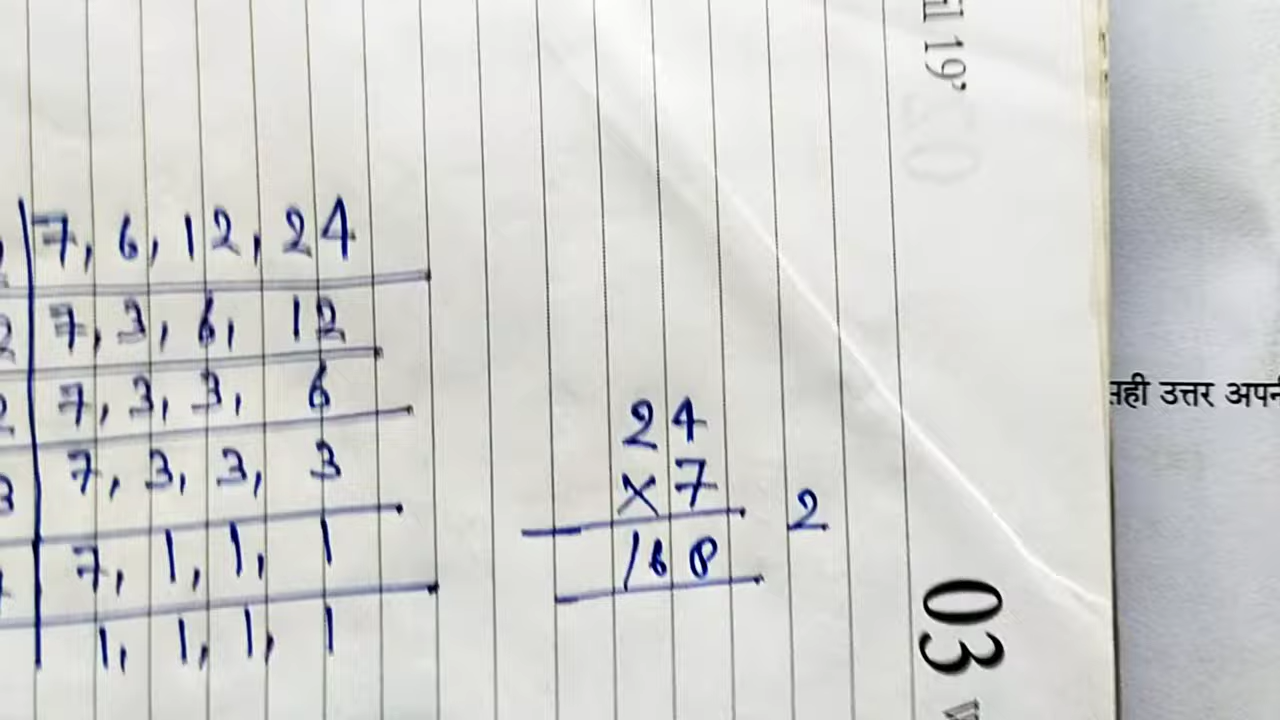 7, 6, 12, 24
2 7, 3, 6, 12
2 7, 3, 3, 6
3 7, 3, 3, 3
7, 1, 1, 1
1, 1, 1, 1
24
×7
168
2
19
03
सही उत्तर